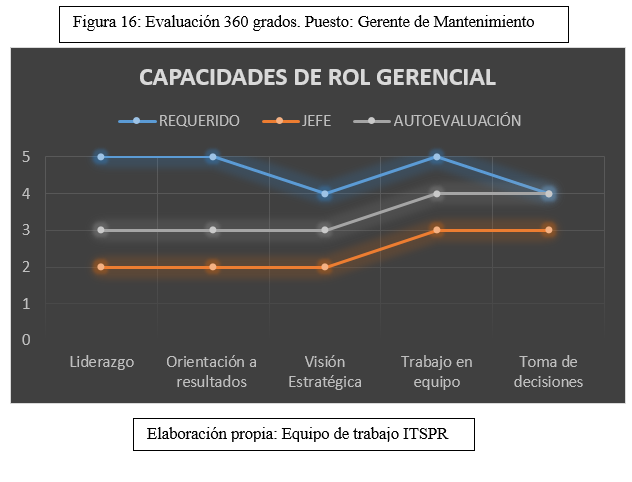 Figura 16: Evaluación 360 grados. Puesto: Gerente de Mantenimiento
CAPACIDADES DE ROL GERENCIAL
REQUERIDO JEFE AUTOEVALUACIÓN
5
4
3
2
1
0
Liderazgo
Orientación a
resultados
Visión
Estratégica
Trabajo en
equipo
Toma de
decisiones
Elaboración propia: Equipo de trabajo ITSPR